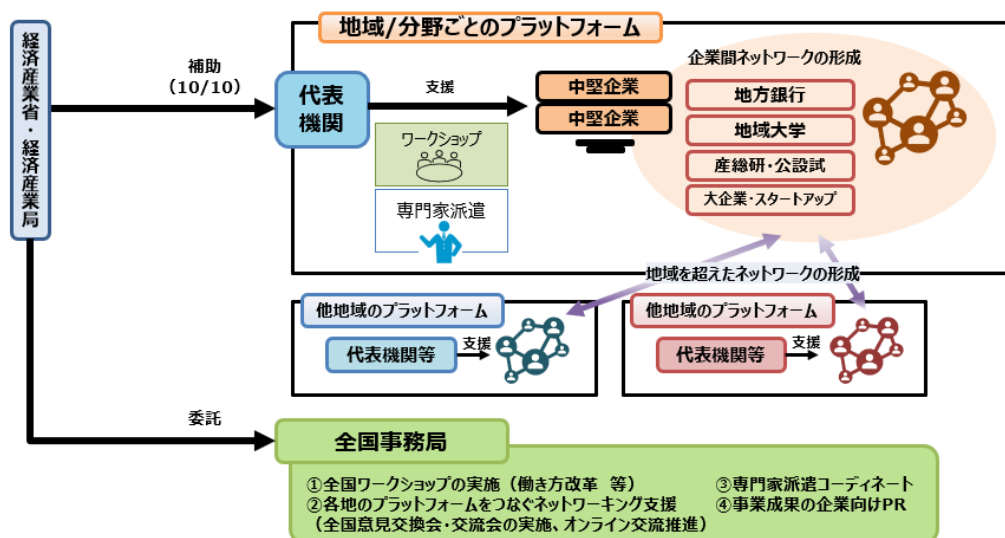 経済産業省・経済産業局
補助
（10/10）
地域/分野ごとのプラットフォーム
代表
機関
支援
ワークショップ
専門家派遣
中堅企業
中堅企業
企業間ネットワークの形成
地方銀行
地域大学
産総研・公設試
大企業・スタートアップ
地域を超えたネットワークの形成
他地域のプラットフォーム
代表機関等
支援
他地域のプラットフォーム
代表機関等
支援
委託
全国事務局
①全国ワークショップの実施（働き方改革　等）
②各地のプラットフォームをつなぐネットワーキング支援
（全国意見交換会・交流会の実施、オンライン交流推進）
③専門家派遣コーディネート
④事業成果の企業向けPR